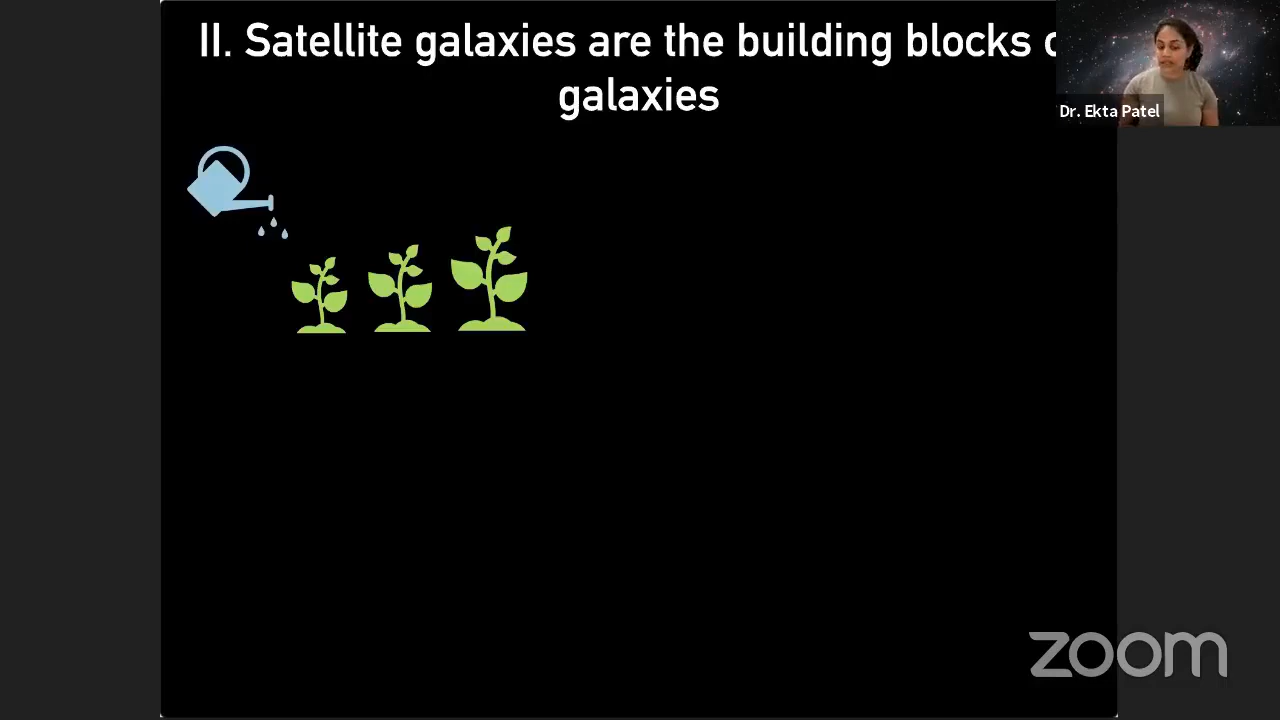 II. Satellite galaxies are the building blocks
galaxies
Dr. Ekta Patel
zoom